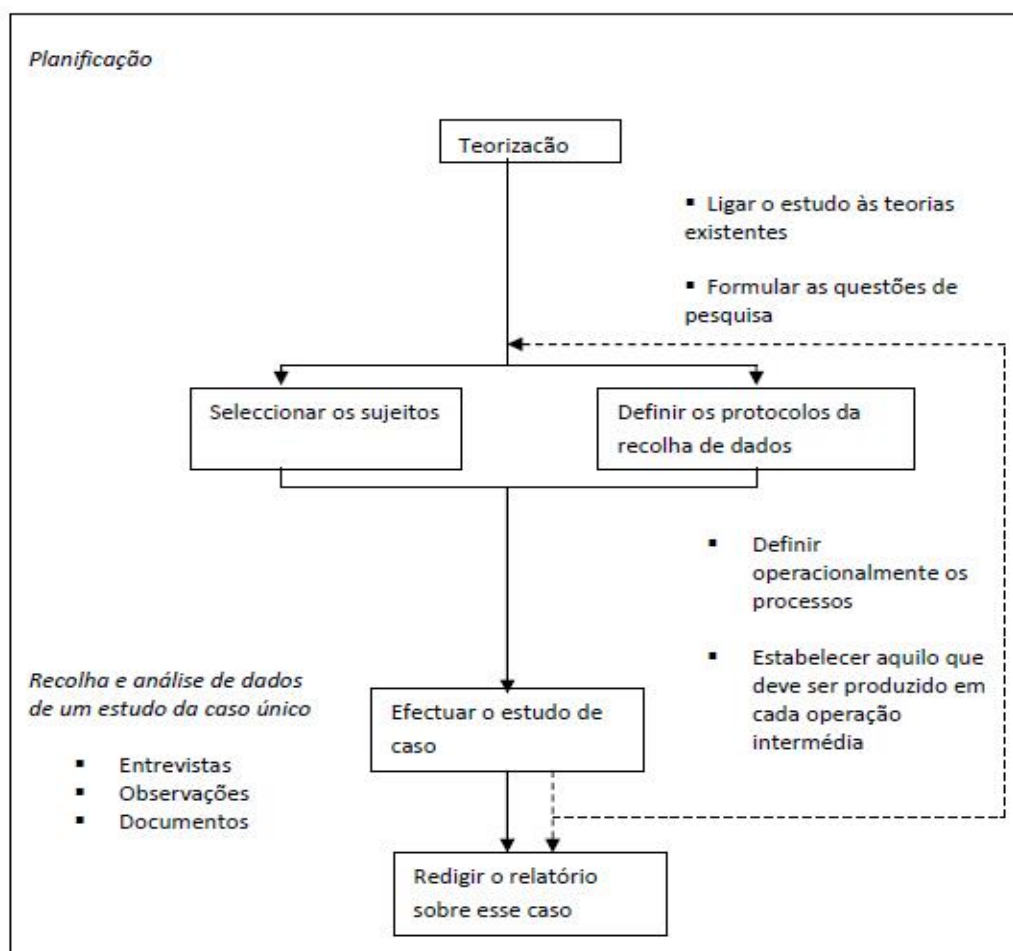 Planificação
Teorizacão
▪ Ligar o estudo às teorias
existentes
▪ Formular as questões de
pesquisa
Seleccionar os sujeitos
Definir os protocolos da
recolha de dados
▪ Definir
operacionalmente os
processos
▪ Estabelecer aquilo que
deve ser produzido em
cada operação
intermédia
Recolha e análise de dados
de um estudo da caso único
▪ Entrevistas
▪ Observações
▪ Documentos
Efectuar o estudo de
caso
Redigir o relatório
sobre esse caso